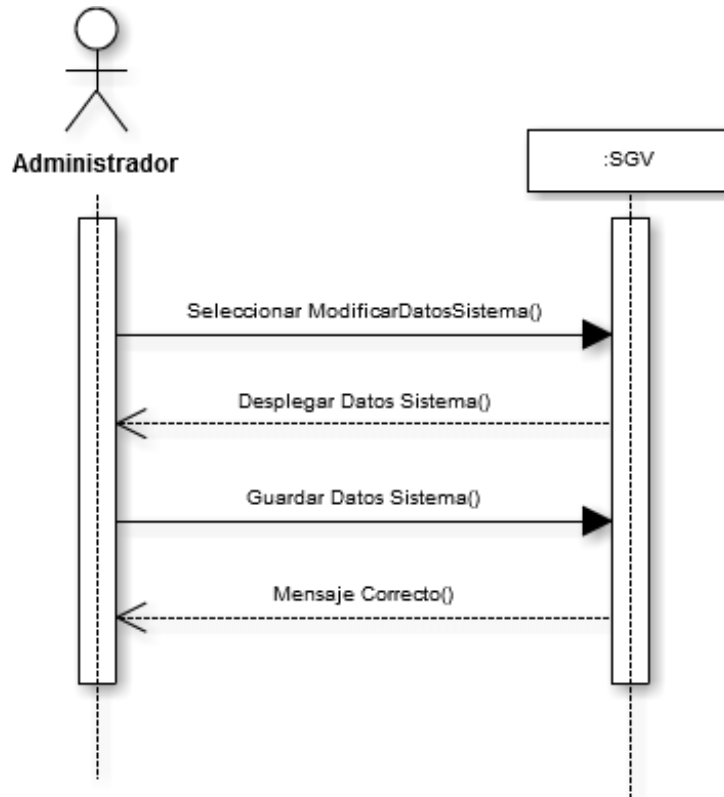 Administrador
:SGV
Seleccionar ModificarDatosSistema()
Desplegar Datos Sistema()
Guardar Datos Sistema()
Mensaje Correcto()